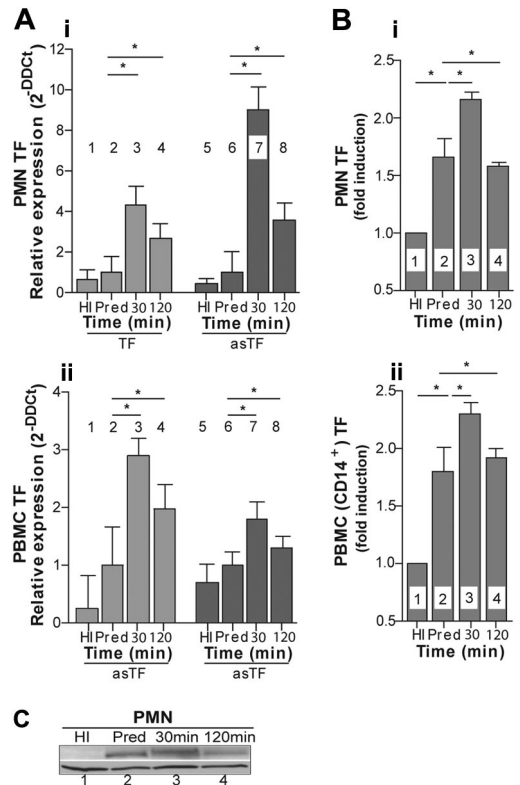 A
i
PMN TF
Relative expression (2^-DDCt)
12
10
8
6
4
2
0
*
*
*
*
1 2 3 4 5 6 7 8
HI Pred 30 120 HI Pred 30 120
Time (min) Time (min)
TF asTF
ii
PBMC TF
Relative expression (2^-DDCt)
4
3
2
1
0
*
*
*
*
1 2 3 4 5 6 7 8
HI Pred 30 120 HI Pred 30 120
Time (min) Time (min)
asTF asTF
B
i
PMN TF
(fold induction)
2.5
2.0
1.5
1.0
0.5
*
* *
1 2 3 4
HI Pred 30 120
Time (min)
ii
PBMC (CD14+) TF
(fold induction)
2.5
2.0
1.5
1.0
0.5
*
* *
1 2 3 4
HI Pred 30 120
Time (min)
C
PMN
HI Pred 30min 120min
1 2 3 4